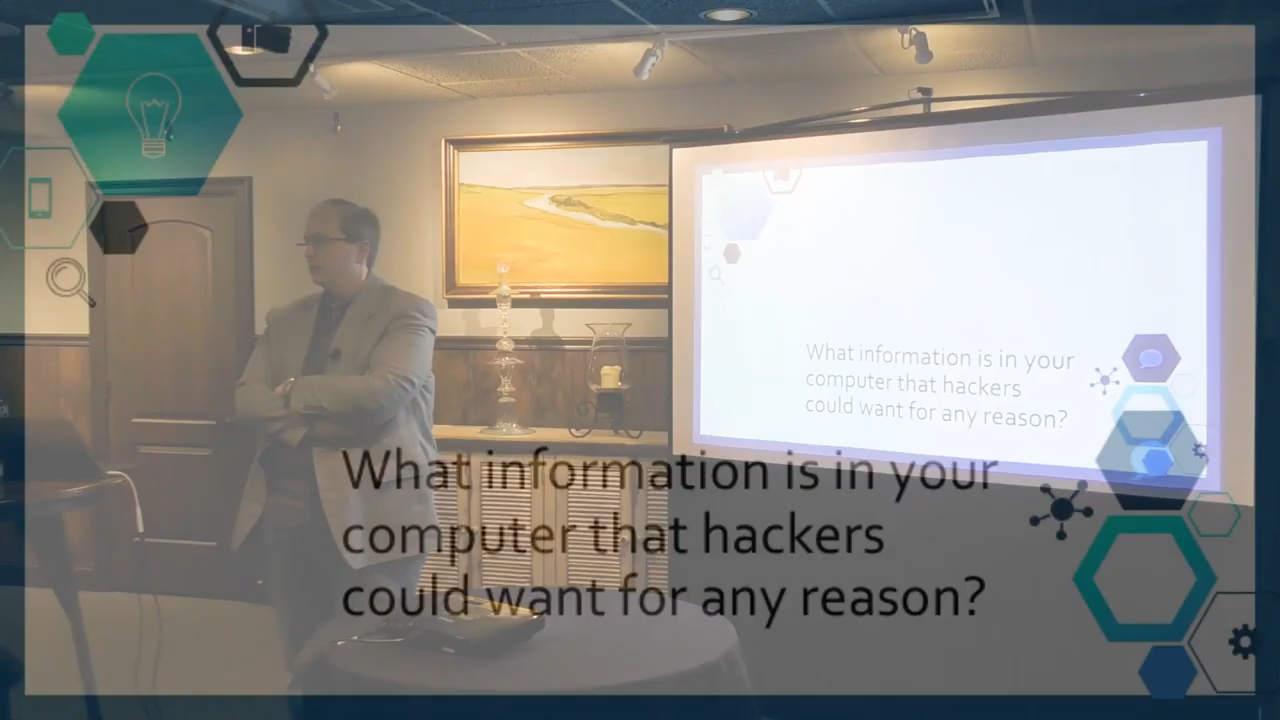 What information is in your
computer that hackers
could want for any reason?
What information is in your
computer that hackers
could want for any reason?